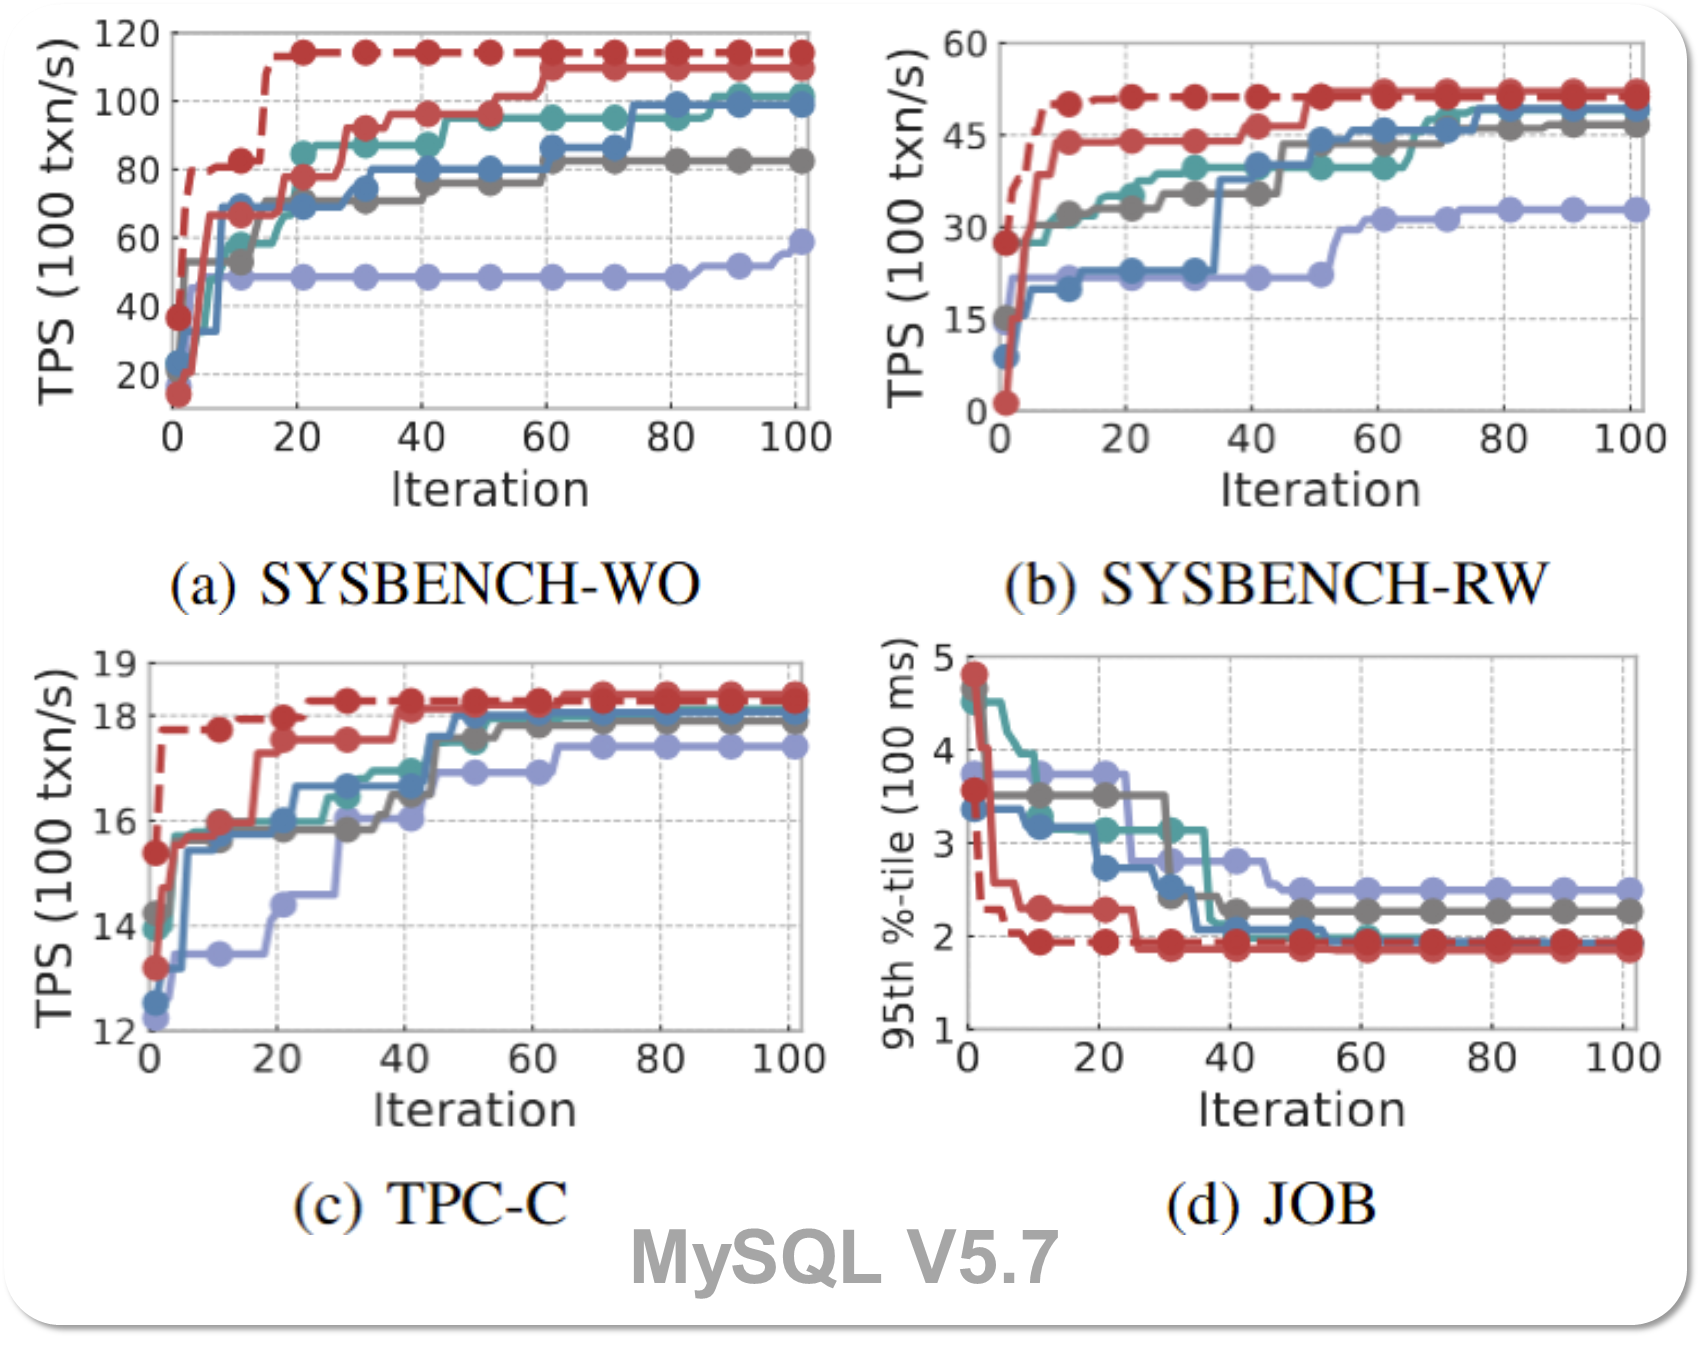 TPS (100 txn/s)
120
100
80
60
40
20
0 20 40 60 80 100
Iteration
(a) SYSBENCH-WO
TPS (100 txn/s)
60
45
30
15
0
0 20 40 60 80 100
Iteration
(b) SYSBENCH-RW
TPS (100 txn/s)
19
18
16
14
12
0 20 40 60 80 100
Iteration
(c) TPC-C
95th %-tile (100 ms)
5
4
3
2
1
0 20 40 60 80 100
Iteration
(d) JOB
MySQL V5.7